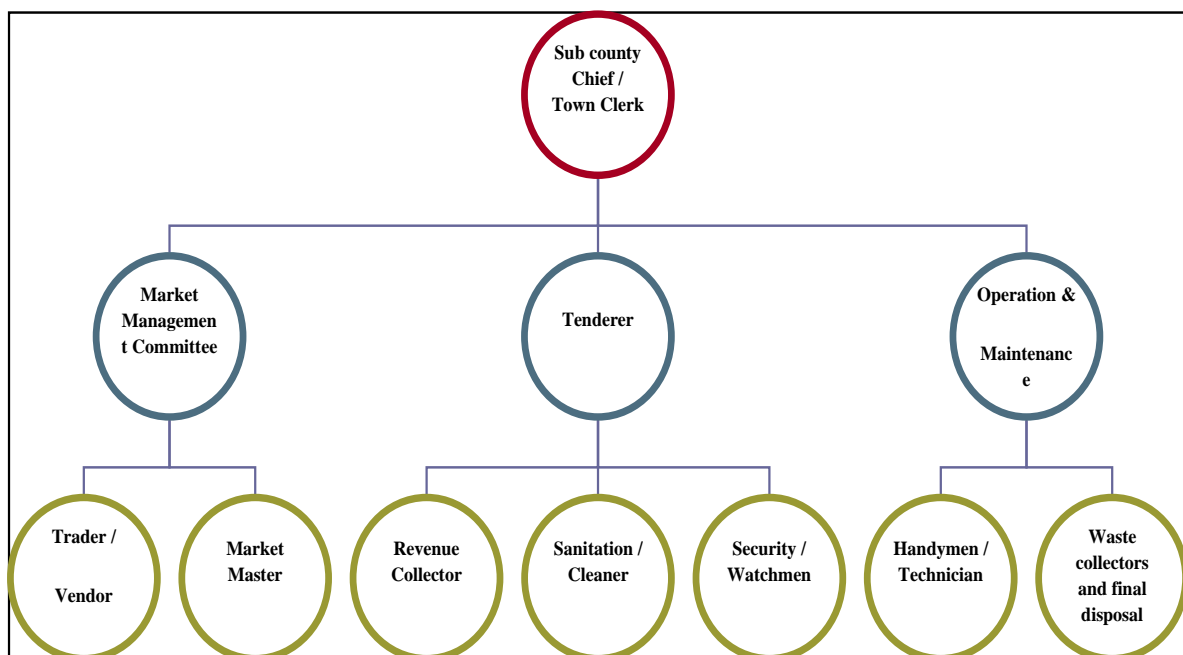 Sub county
Chief /
Town Clerk
Market
Managemen
t Committee
Tenderer
Operation &
Maintenanc
e
Trader /
Vendor
Market
Master
Revenue
Collector
Sanitation /
Cleaner
Security /
Watchmen
Handymen /
Technician
Waste
collectors
and final
disposal